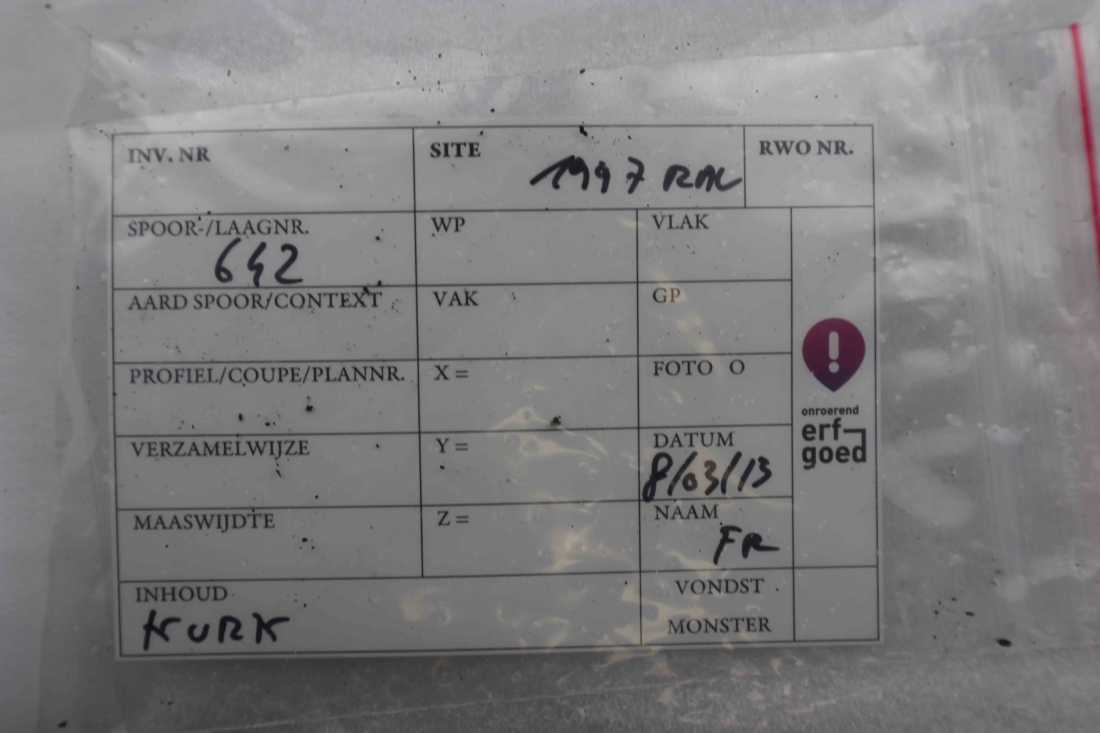 INV. NR
SITE
1997 RAL
RWO NR.
SPOOR-/LAAGNR.
642
WP
VLAK
AARD SPOOR/CONTEXT
VAK
GP
PROFIEL/COUPE/PLANNR.
X =
FOTO O
VERZAMELWIJZE
Y =
DATUM
8/03/13
MAASWIJDTE
Z =
NAAM
FR
INHOUD
KURK
VONDST
MONSTER
onroerend
erf-
goed